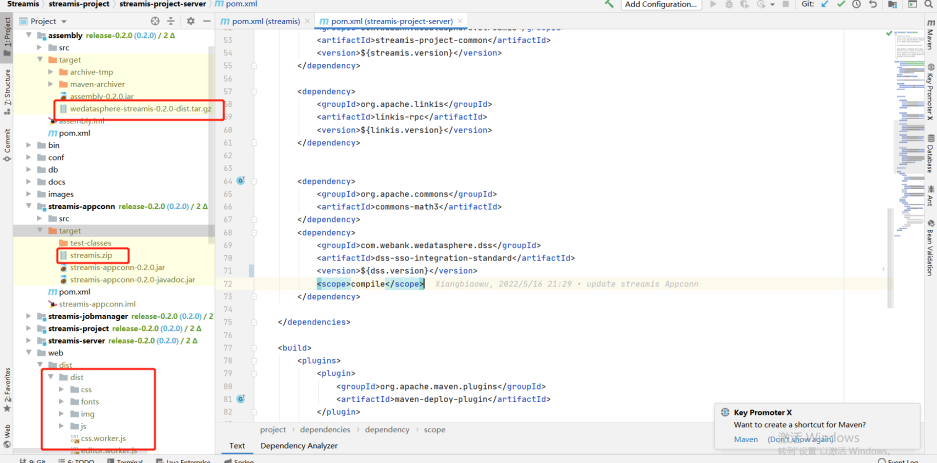 Streamis streamis-project streamis-project-server m pom.xml
Add Configuration...
Git:
Project
pom.xml (streamis)
pom.xml (streamis-project-server)
assembly release-0.2.0 (0.2.0) / 2 Δ
src
target
archive-tmp
maven-archiver
assembly-0.2.0.jar
wedatasphere-streamis-0.2.0-dist.tar.gz
assembly.iml
pom.xml
bin
conf
db
docs
images
streamis-appconn release-0.2.0 (0.2.0) / 2 Δ
src
target
test-classes
streamis.zip
streamis-appconn-0.2.0.jar
streamis-appconn-0.2.0-javadoc.jar
pom.xml
streamis-appconn.iml
streamis-jobmanager release-0.2.0 (0.2.0) / 2
streamis-project release-0.2.0 (0.2.0) / 2 Δ
streamis-server release-0.2.0 (0.2.0) / 2 Δ
web
dist
dist
css
fonts
img
js
css.worker.js
editor.worker.js
1: Project
7: Structure
Commit
2: Favorites
Web
53 <artifactId>streamis-project-common</artifactId>
54 <version>${streamis.version}</version>
55 </dependency>
56
57 <dependency>
58 <groupId>org.apache.linkis</groupId>
59 <artifactId>linkis-rpc</artifactId>
60 <version>${linkis.version}</version>
61 </dependency>
62
63
64 <dependency>
65 <groupId>org.apache.commons</groupId>
66 <artifactId>commons-math3</artifactId>
67 </dependency>
68 <dependency>
69 <groupId>com.webank.wedatasphere.dss</groupId>
70 <artifactId>dss-sso-integration-standard</artifactId>
71 <version>${dss.version}</version>
72 <scope>compile</scope> Xiangbiaowu, 2022/5/16 21:29 • update streamis Appconn
73 </dependency>
74
75 </dependencies>
76
77 <build>
78 <plugins>
79 <plugin>
80 <groupId>org.apache.maven.plugins</groupId>
81 <artifactId>maven-deploy-plugin</artifactId>
82 </plugin>
project dependencies dependency scope
Text Dependency Analyzer
Maven
Key Promoter X
Database
Ant
Bean Validation
Key Promoter X
Want to create a shortcut for Maven?
Maven (Don't show again)
激活 Windows
转到"设置"以激活 Windows。
9: Git 6: TODO Terminal Java Enterprise Spring
Event Log